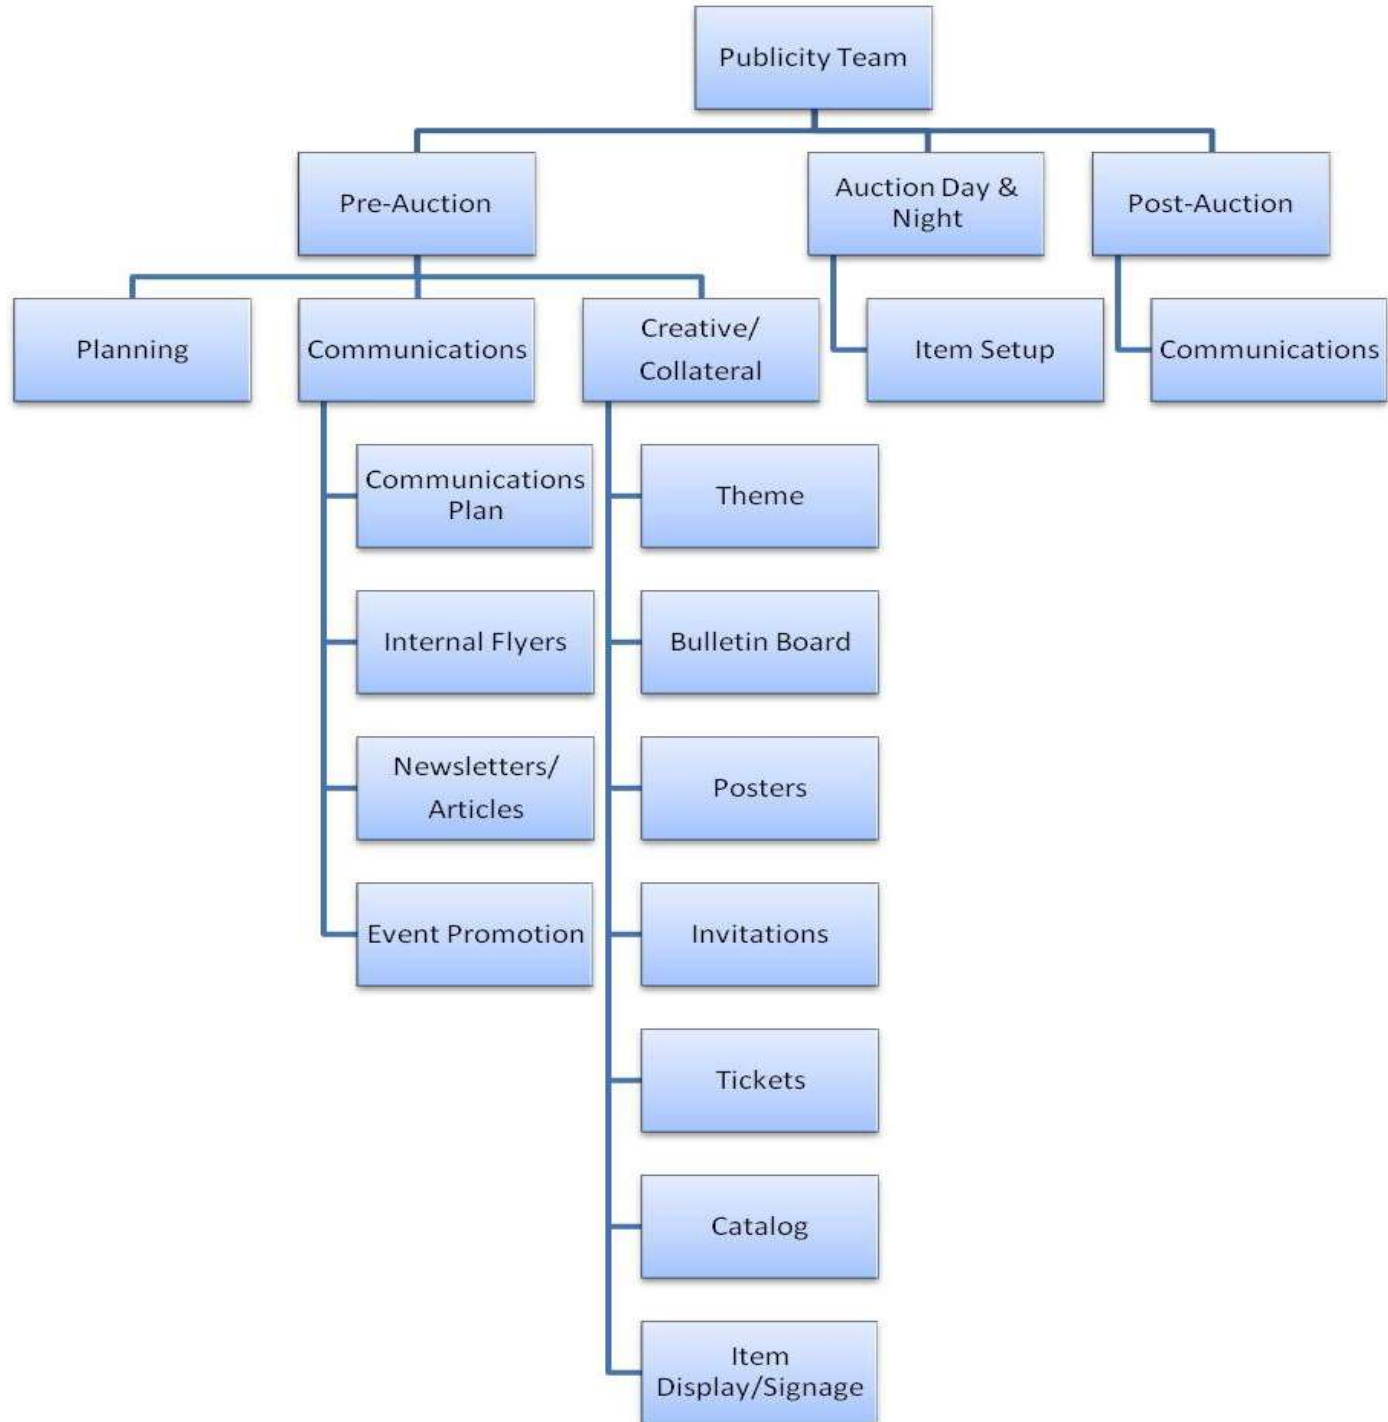 Publicity Team
Pre-Auction
Auction Day &
Night
Post-Auction
Planning
Communications
Creative/
Collateral
Item Setup
Communications
Communications
Plan
Theme
Internal Flyers
Bulletin Board
Newsletters/
Articles
Posters
Event Promotion
Invitations
Tickets
Catalog
Item
Display/Signage